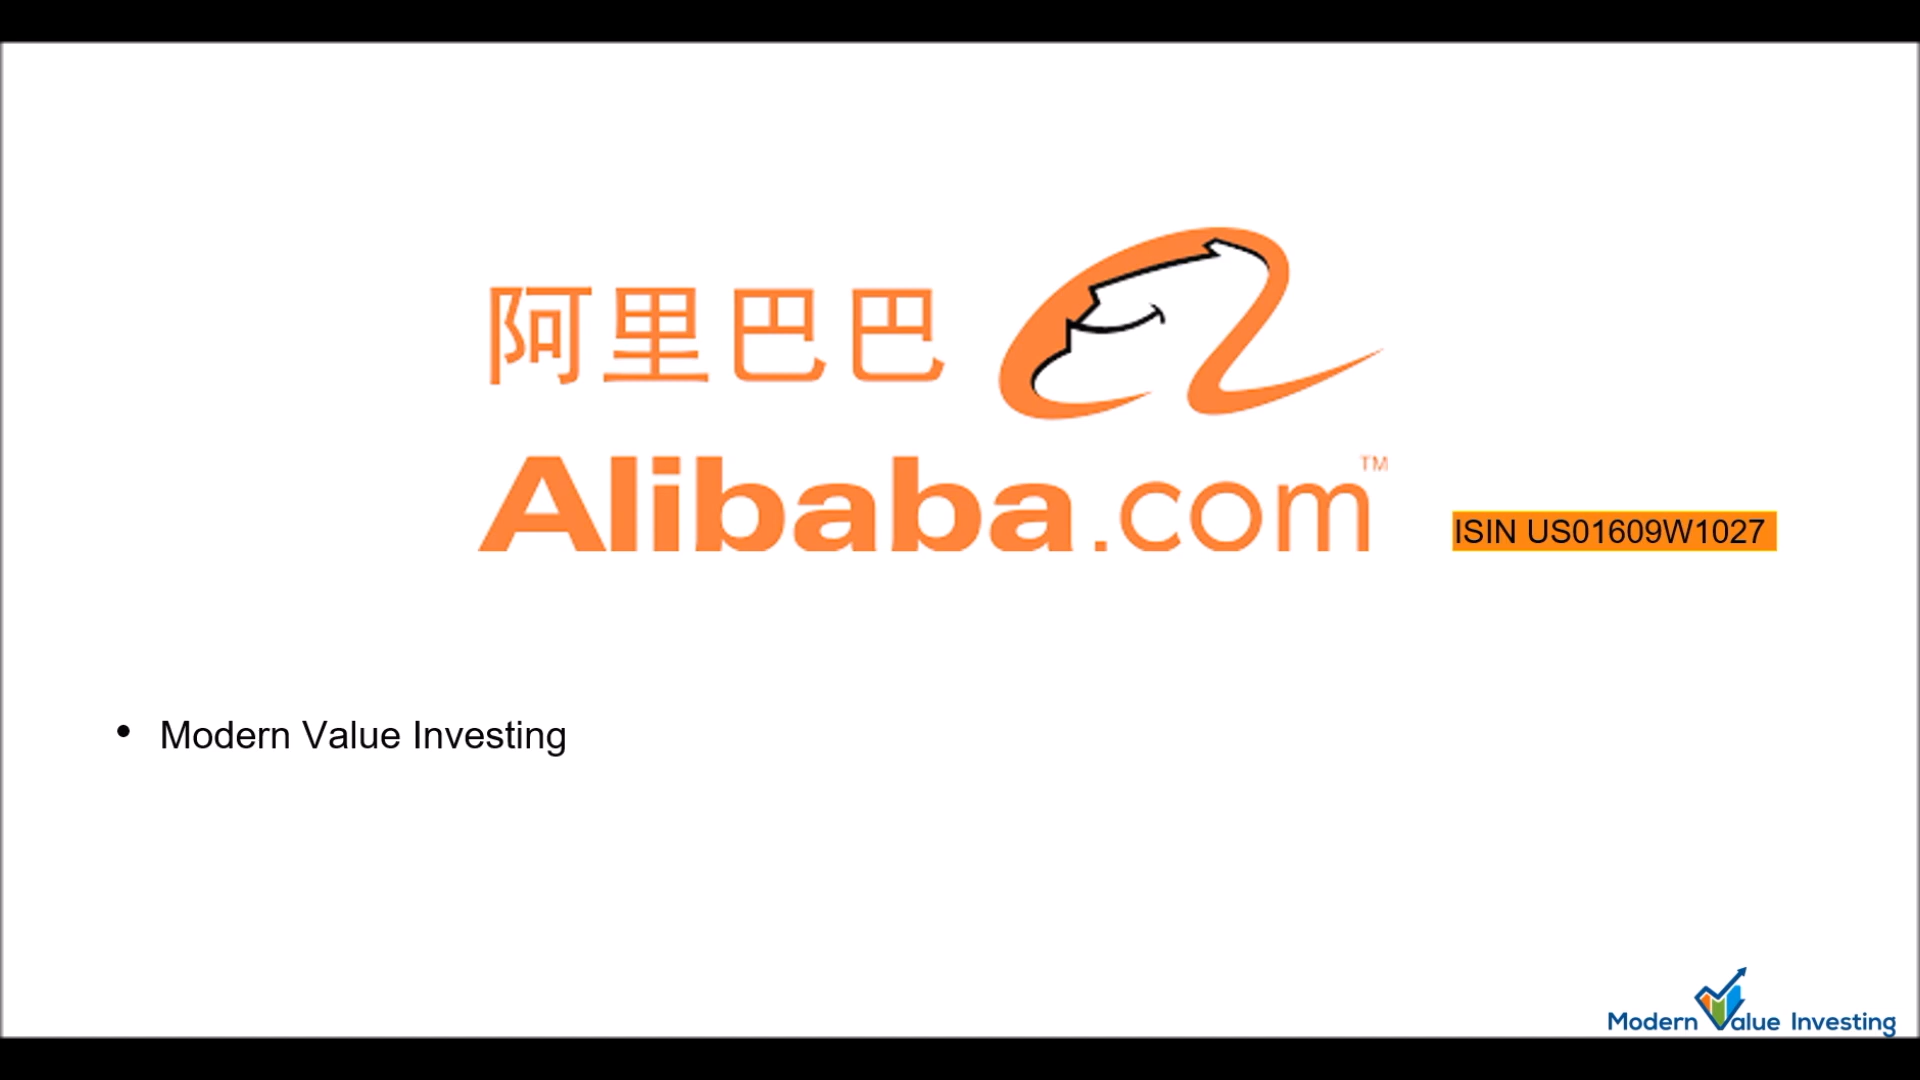 阿里巴巴
Alibaba.com™
ISIN US01609W1027
• Modern Value Investing
Modern Value Investing